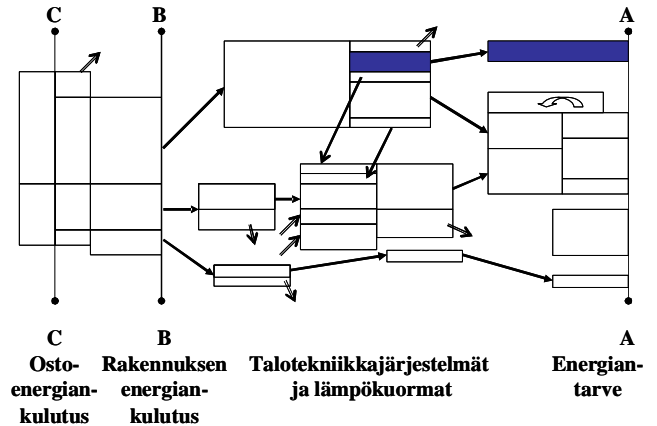 C
B
A
C
B
A
Osto-
energian-
kulutus
Rakennuksen
energian-
kulutus
Talotekniikkajärjestelmät
ja lämpökuormat
Energian-
tarve